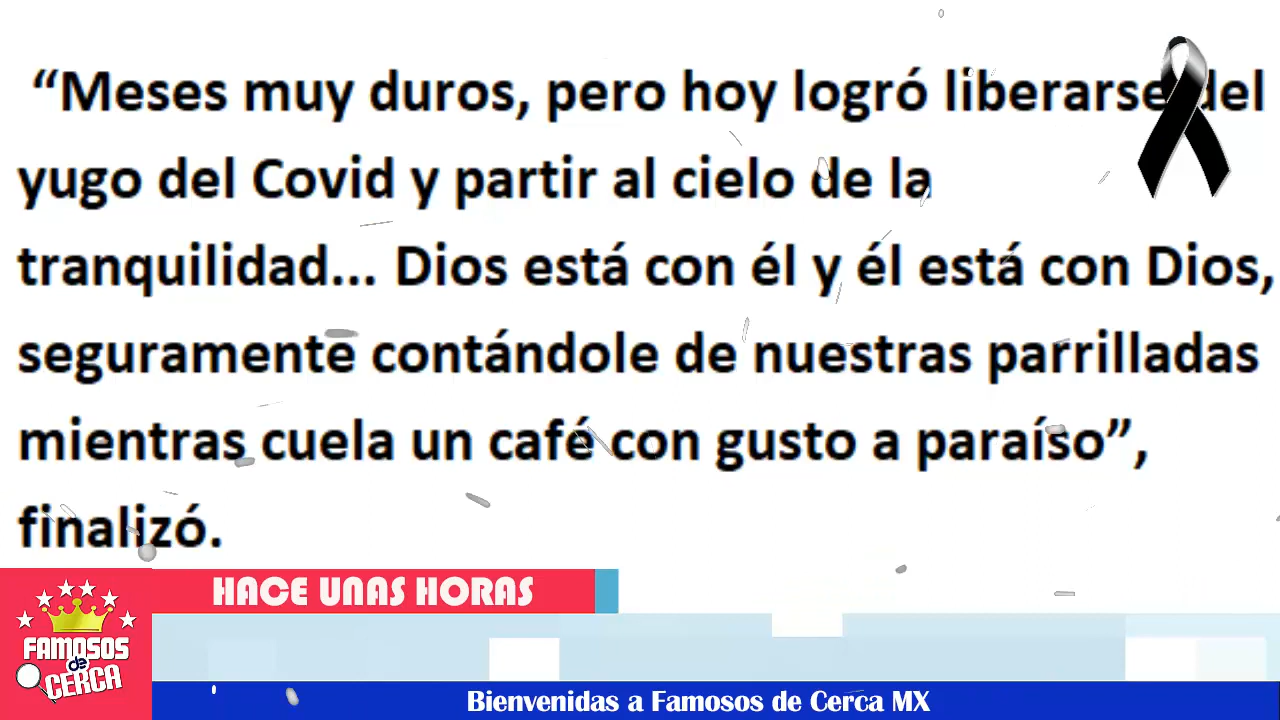 “Meses muy duros, pero hoy logró liberarse del
yugo del Covid y partir al cielo de la
tranquilidad... Dios está con él y él está con Dios,
seguramente contándole de nuestras parrilladas
mientras cuela un café con gusto a paraíso”,
finalizó.
HACE UNAS HORAS
FAMOSOS
de
CERCA
Bienvenidas a Famosos de Cerca MX